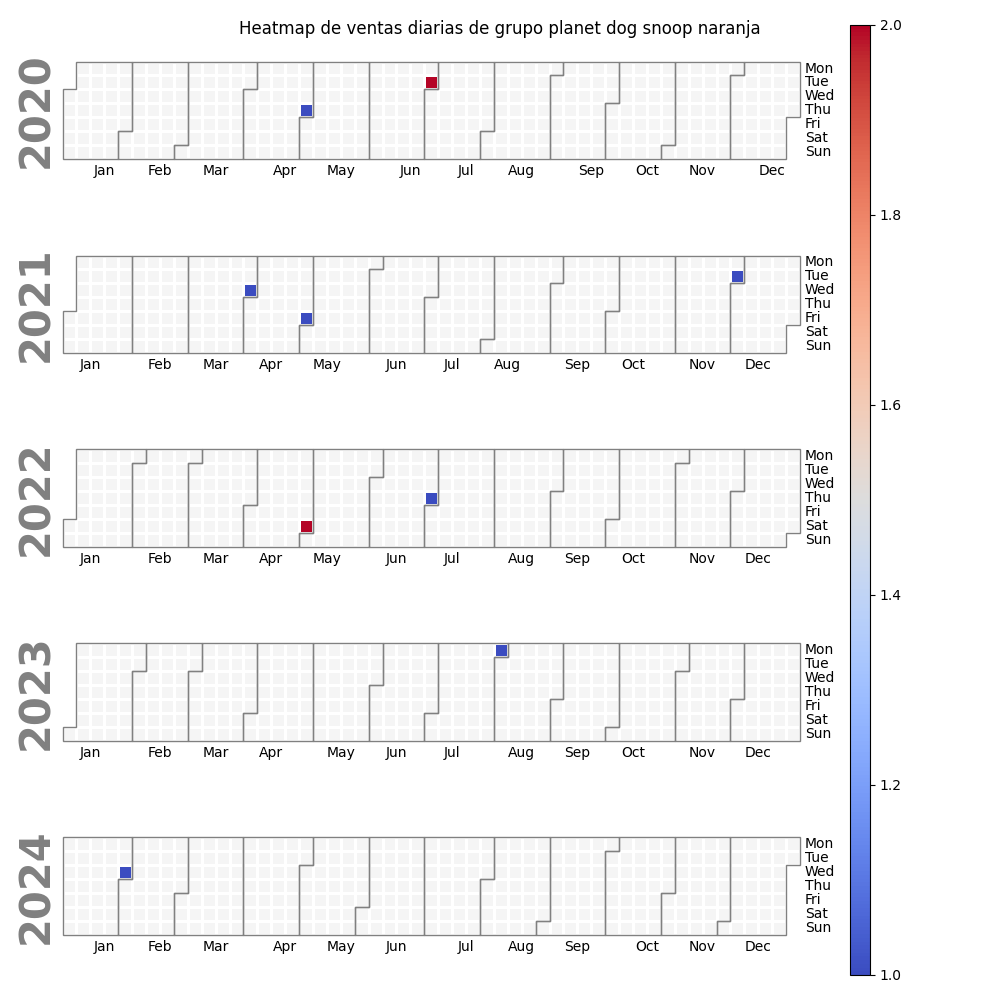 Heatmap de ventas diarias de grupo planet dog snoop naranja
2020
Mon
Tue
Wed
Thu
Fri
Sat
Sun
Jan Feb Mar Apr May Jun Jul Aug Sep Oct Nov Dec
2021
Mon
Tue
Wed
Thu
Fri
Sat
Sun
Jan Feb Mar Apr May Jun Jul Aug Sep Oct Nov Dec
2022
Mon
Tue
Wed
Thu
Fri
Sat
Sun
Jan Feb Mar Apr May Jun Jul Aug Sep Oct Nov Dec
2023
Mon
Tue
Wed
Thu
Fri
Sat
Sun
Jan Feb Mar Apr May Jun Jul Aug Sep Oct Nov Dec
2024
Mon
Tue
Wed
Thu
Fri
Sat
Sun
Jan Feb Mar Apr May Jun Jul Aug Sep Oct Nov Dec
2.0
1.8
1.6
1.4
1.2
1.0